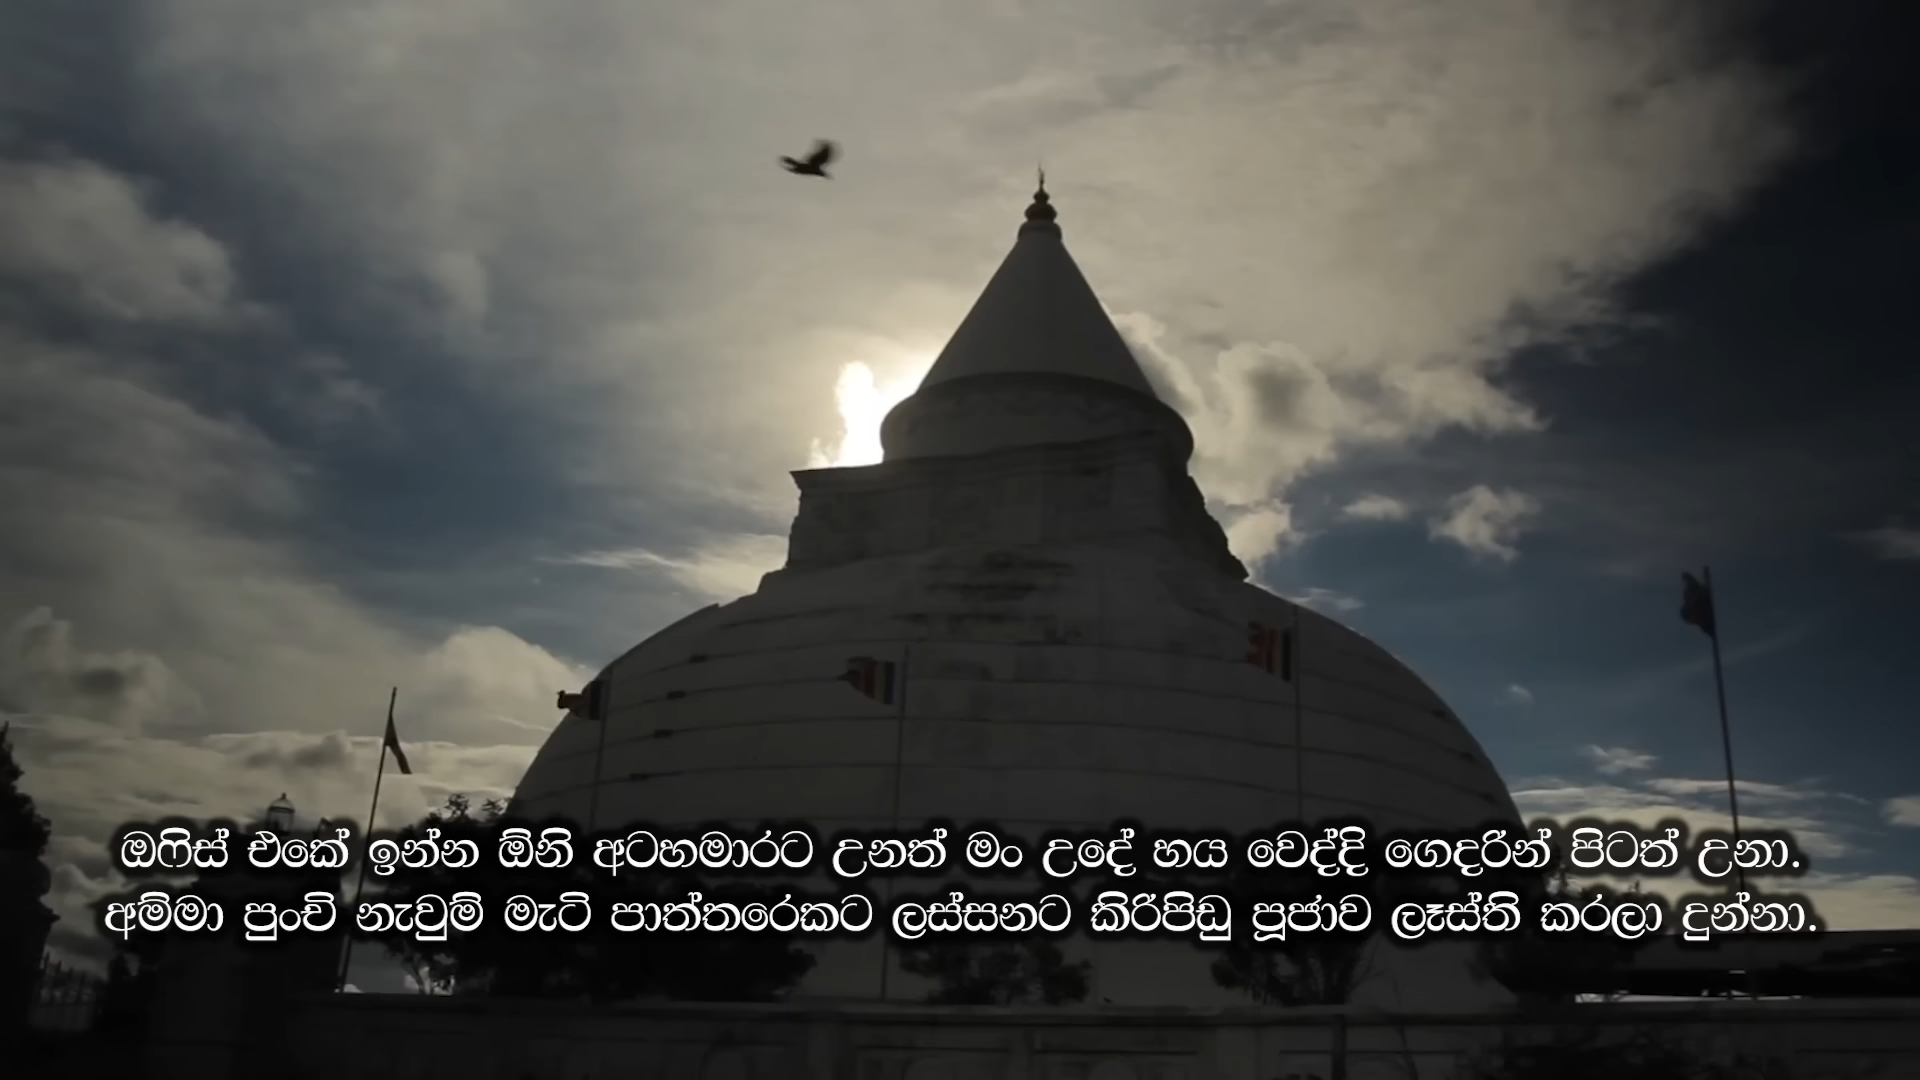 ඔෆිස් එකේ ඉන්න ඕනි අටහමාරට උනත් මං උදේ හය වෙද්දි ගෙදරින් පිටත් උනා.
අම්මා පුංචි නැවුම් මැටි පාත්තරෙකට ලස්සනට කිරිපිඩු පූජාව ලෑස්ති කරලා දුන්නා.